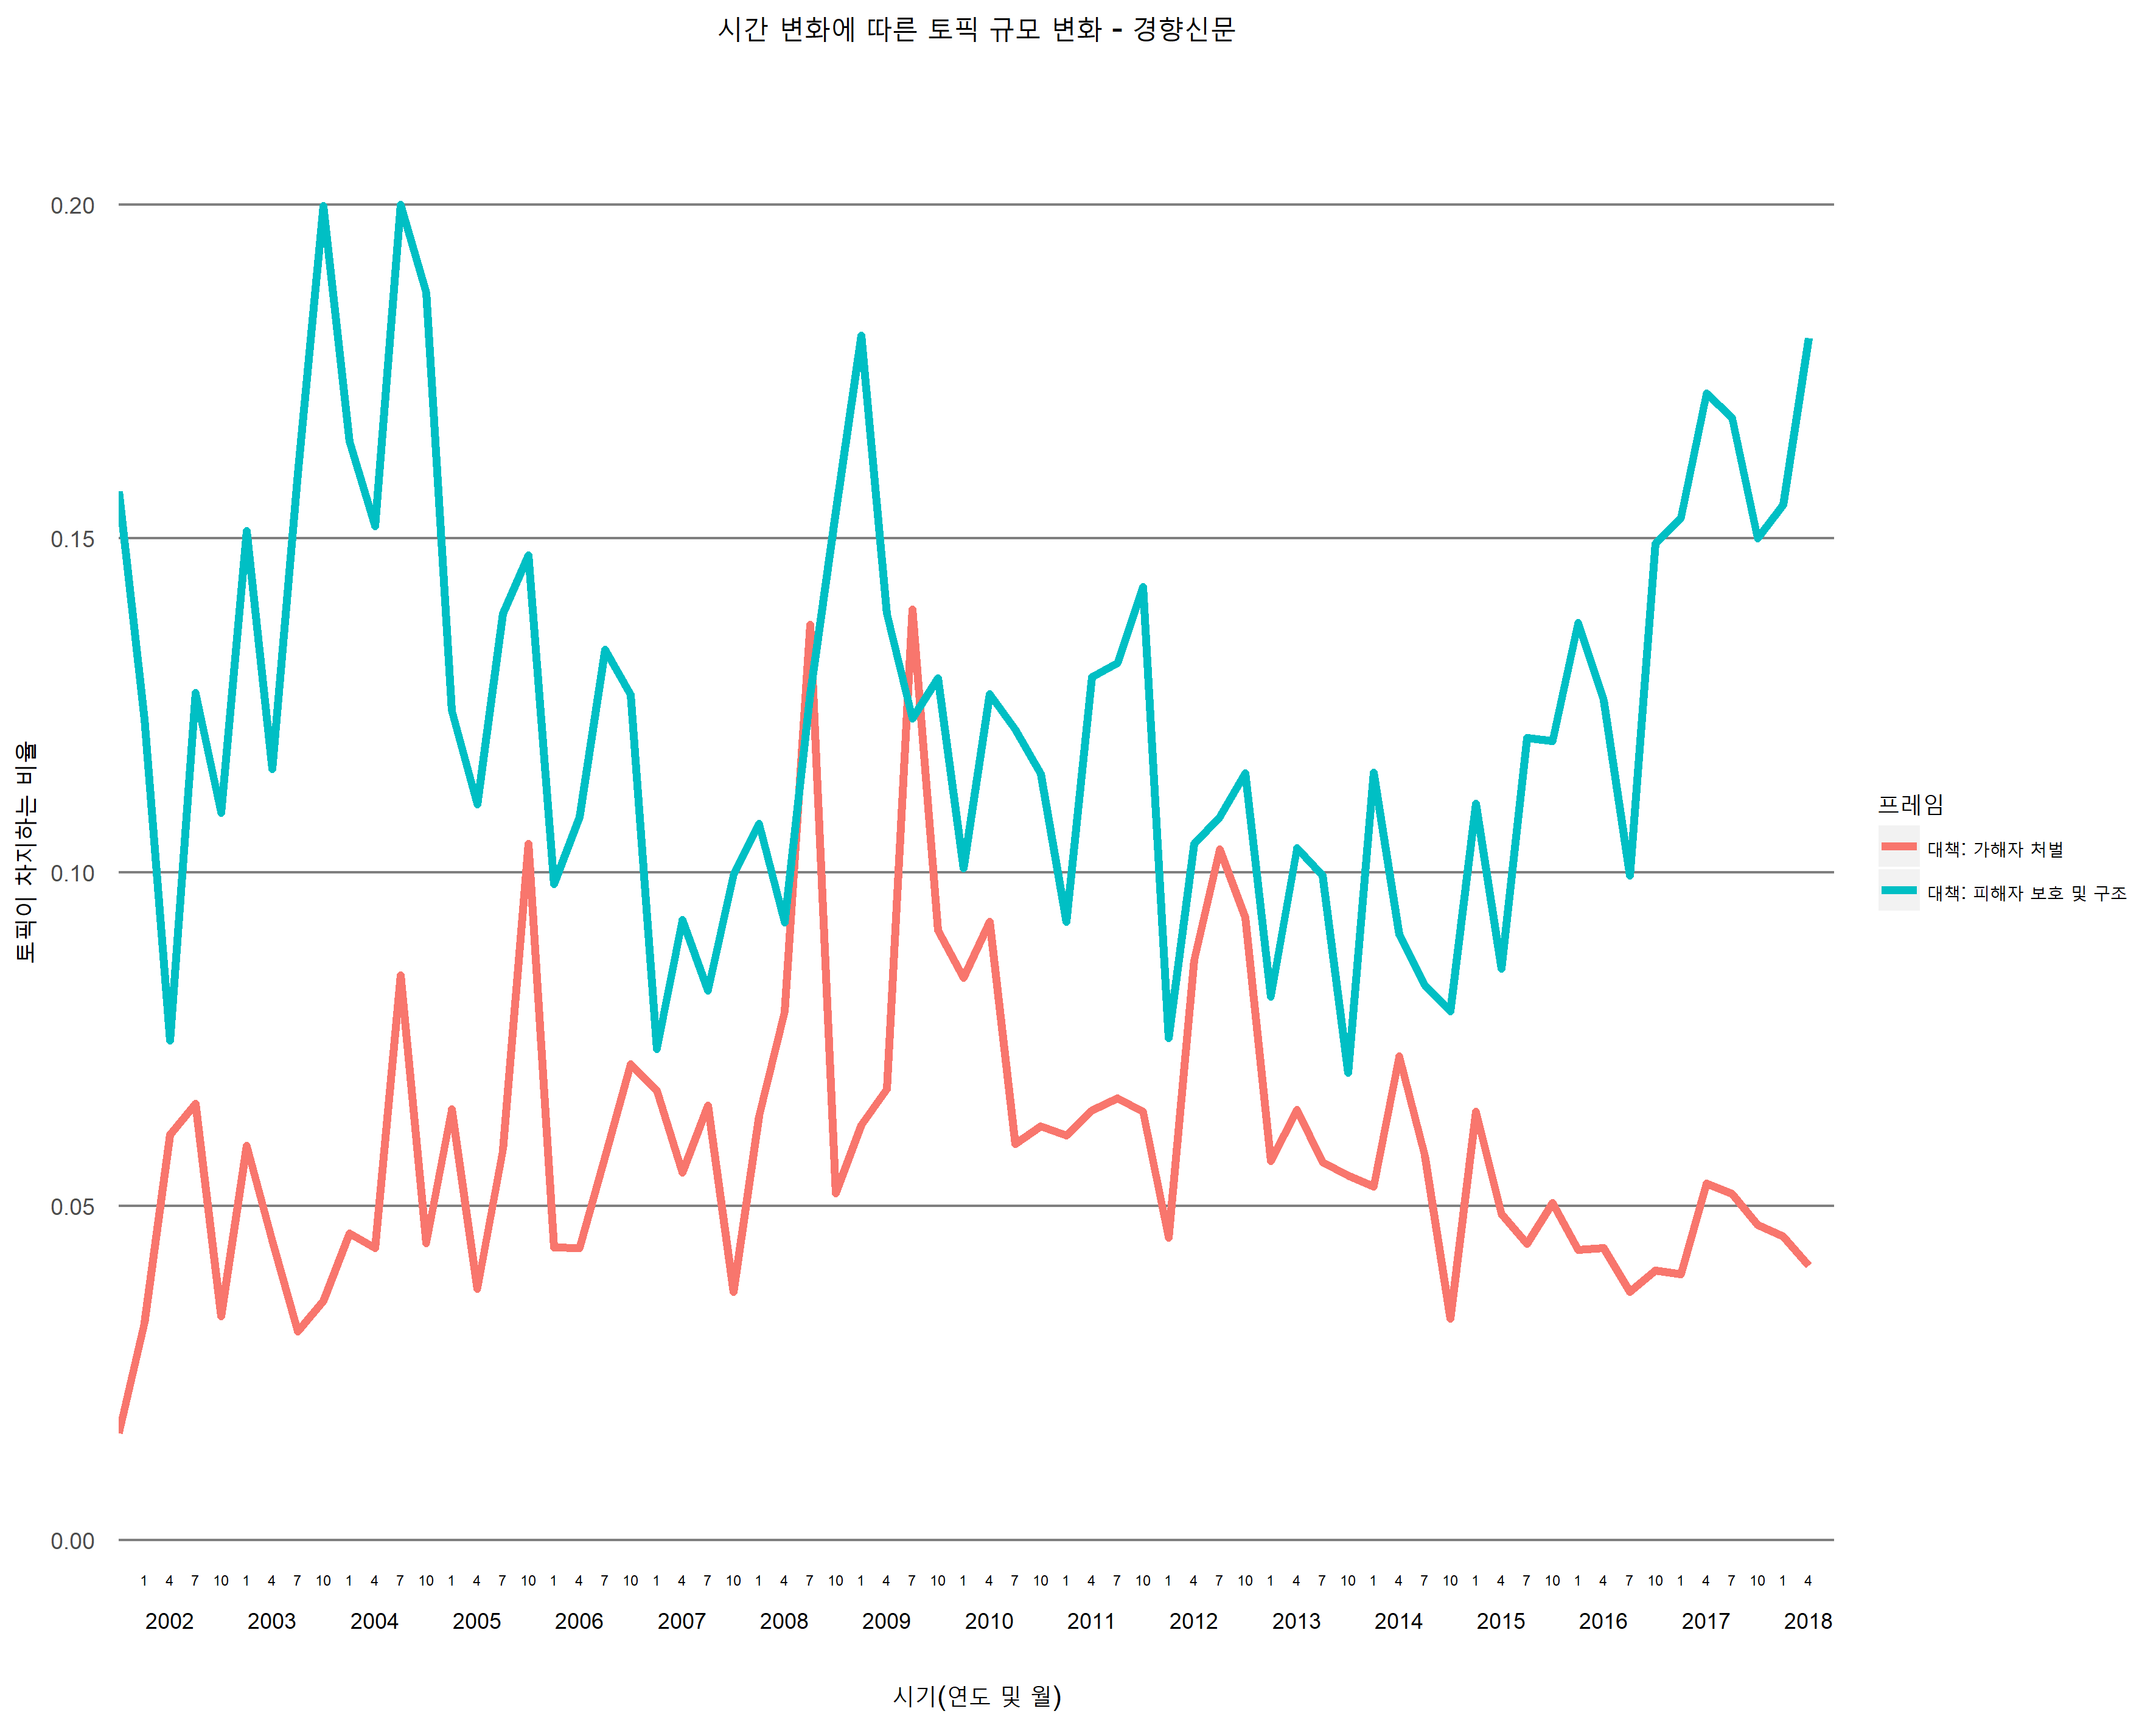 시간 변화에 따른 토픽 규모 변화 - 경향신문
토픽이 차지하는 비율
0.20
0.15
0.10
0.05
0.00
1 4 7 10 1 4 7 10 1 4 7 10 1 4 7 10 1 4 7 10 1 4 7 10 1 4 7 10 1 4 7 10 1 4 7 10 1 4 7 10 1 4 7 10 1 4 7 10 1 4 7 10 1 4 7 10 1 4 7 10 1 4 7 10 1 4
2002 2003 2004 2005 2006 2007 2008 2009 2010 2011 2012 2013 2014 2015 2016 2017 2018
시기(연도 및 월)
프레임
대책: 가해자 처벌
대책: 피해자 보호 및 구조